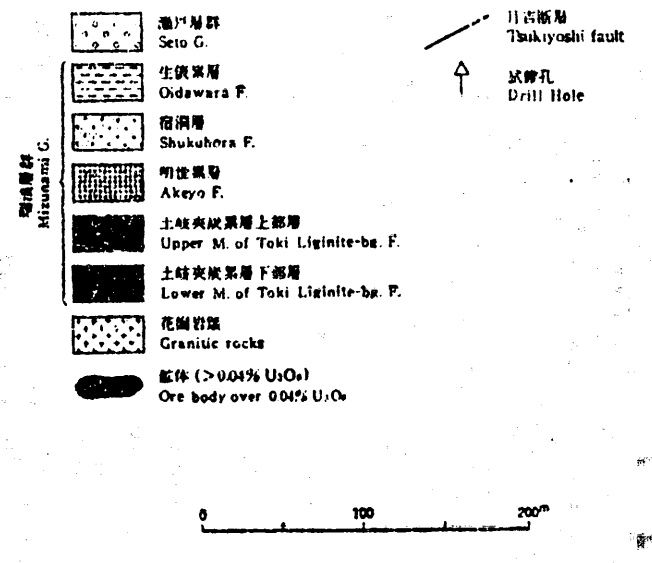 瀬戸層群
Seto G.
生俵累層
Oidawara F.
宿洞層
Shukuhora F.
明世累層
Akeyo F.
土岐夾炭累層上部層
Upper M. of Toki Liginite-bg. F.
土岐夾炭累層下部層
Lower M. of Toki Liginite-bg. F.
瑞浪層群
Mizunami G.
花崗岩類
Granitic rocks
鉱体 (>0.04% U₃O₈)
Ore body over 0.04% U₃O₈
月吉断層
Tsukiyoshi fault
試錐孔
Drill Hole
0 100 200m